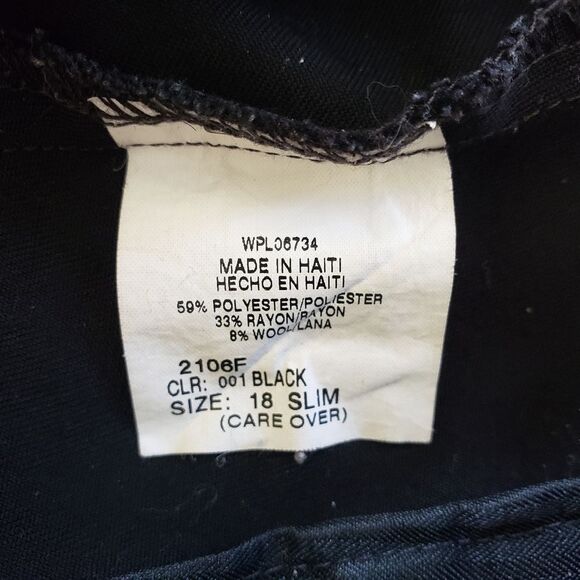 WPL06734
MADE IN HAITI
HECHO EN HAITI
59% POLYESTER/POLIESTER
33% RAYON/RAYON
8% WOOL/LANA
2106F
CLR: 001 BLACK
SIZE: 18 SLIM
(CARE OVER)